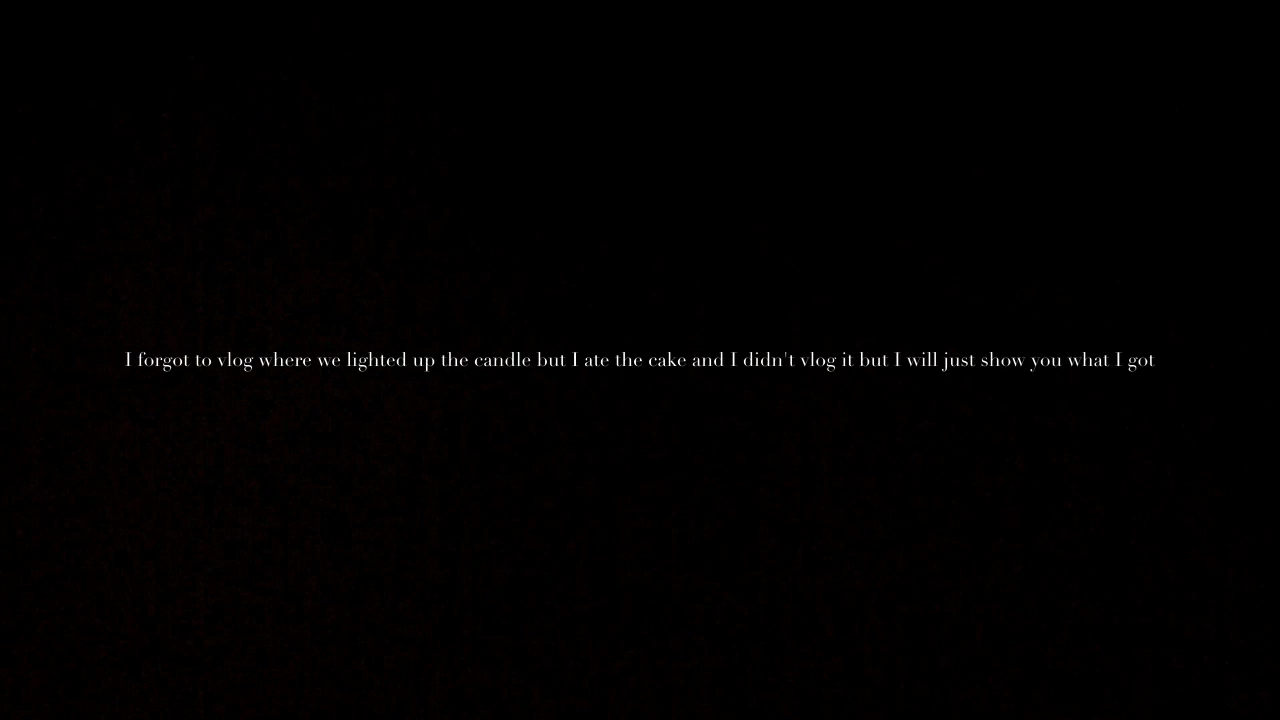 I forgot to vlog where we lighted up the candle but I ate the cake and I didn't vlog it but I will just show you what I got